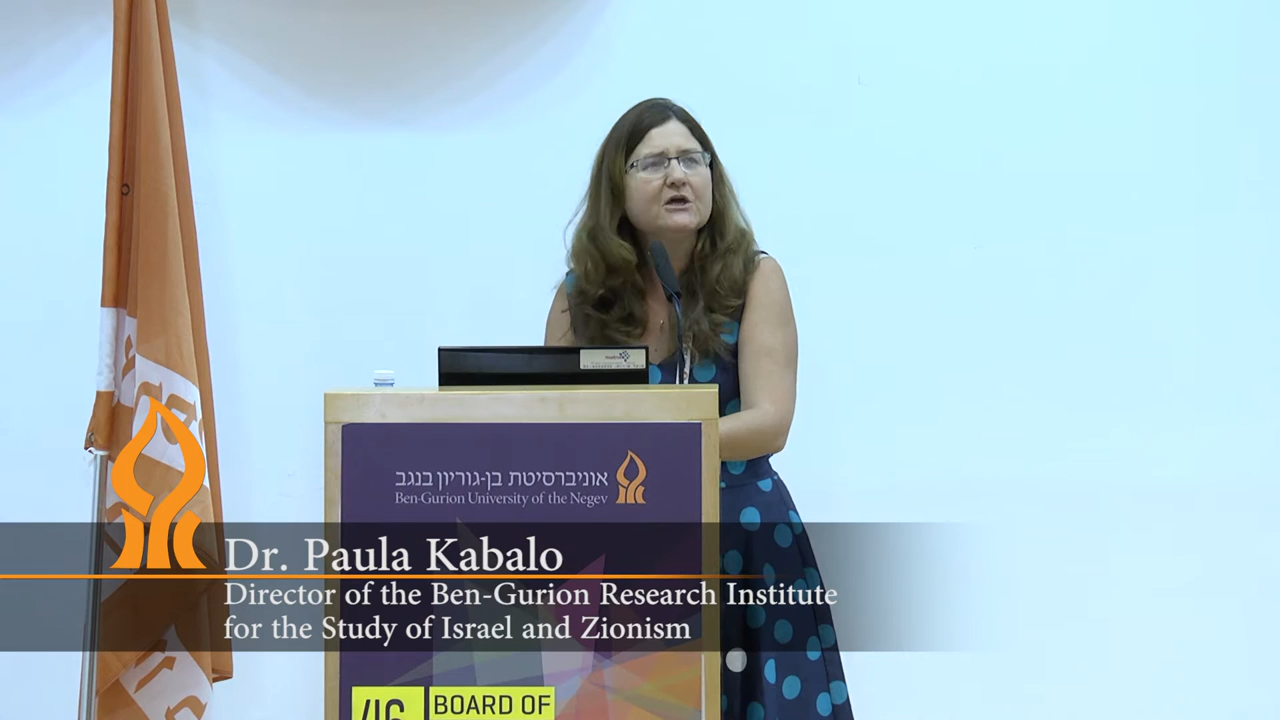 אוניברסיטת בן-גוריון בנגב
Ben-Gurion University of the Negev
Dr. Paula Kabalo
Director of the Ben-Gurion Research Institute
for the Study of Israel and Zionism
46
BOARD OF